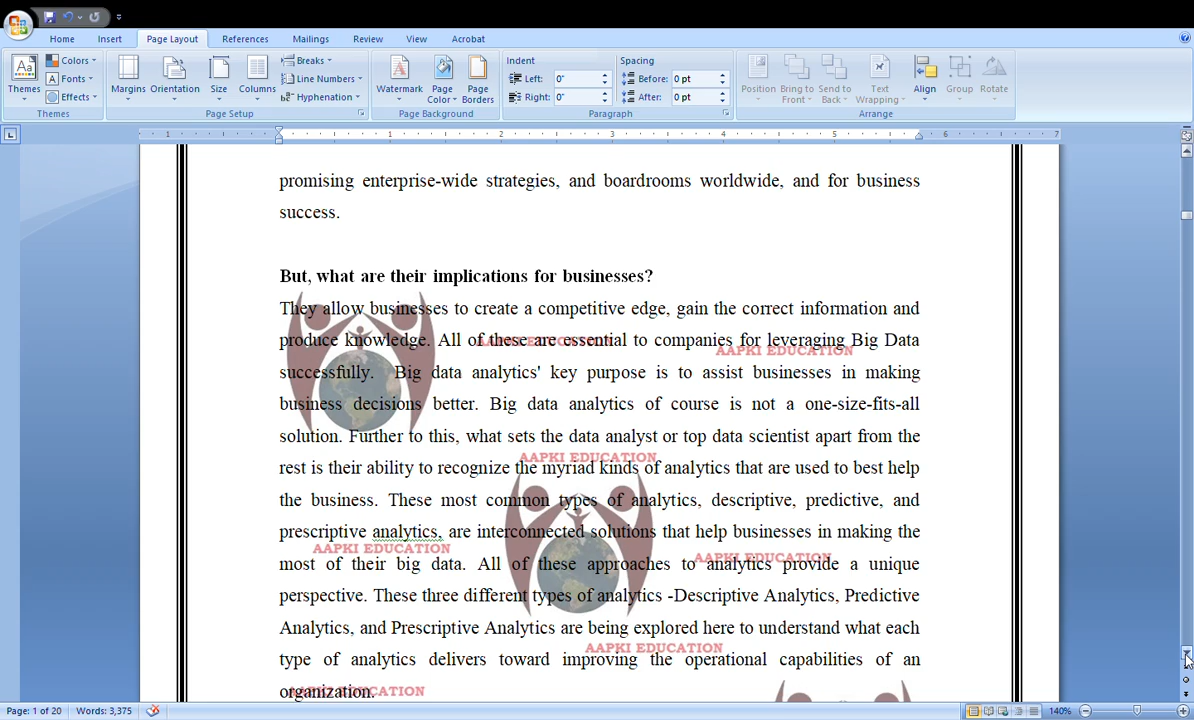 Home Insert Page Layout References Mailings Review View Acrobat
Themes Colors Fonts Effects Themes
Margins Orientation Size Columns Breaks Line Numbers Hyphenation Page Setup
Watermark Page Color Page Borders Page Background
Indent Left: 0" Right: 0" Spacing Before: 0 pt After: 0 pt Paragraph
Position Bring to Front Send to Back Text Wrapping Align Group Rotate Arrange
1 1 2 3 4 5 6 7
promising enterprise-wide strategies, and boardrooms worldwide, and for business
success.
But, what are their implications for businesses?
They allow businesses to create a competitive edge, gain the correct information and
produce knowledge. All of these are essential to companies for leveraging Big Data
AAPKI EDUCATION
AAPKI EDUCATION
successfully. Big data analytics' key purpose is to assist businesses in making
business decisions better. Big data analytics of course is not a one-size-fits-all
solution. Further to this, what sets the data analyst or top data scientist apart from the
AAPKI EDUCATION
rest is their ability to recognize the myriad kinds of analytics that are used to best help
the business. These most common types of analytics, descriptive, predictive, and
prescriptive analytics, are interconnected solutions that help businesses in making the
AAPKI EDUCATION
AAPKI EDUCATION
most of their big data. All of these approaches to analytics provide a unique
perspective. These three different types of analytics -Descriptive Analytics, Predictive
Analytics, and Prescriptive Analytics are being explored here to understand what each
AAPKI EDUCATION
type of analytics delivers toward improving the operational capabilities of an
organization.
AAPKI EDUCATION
Page: 1 of 20 Words: 3,375 140%